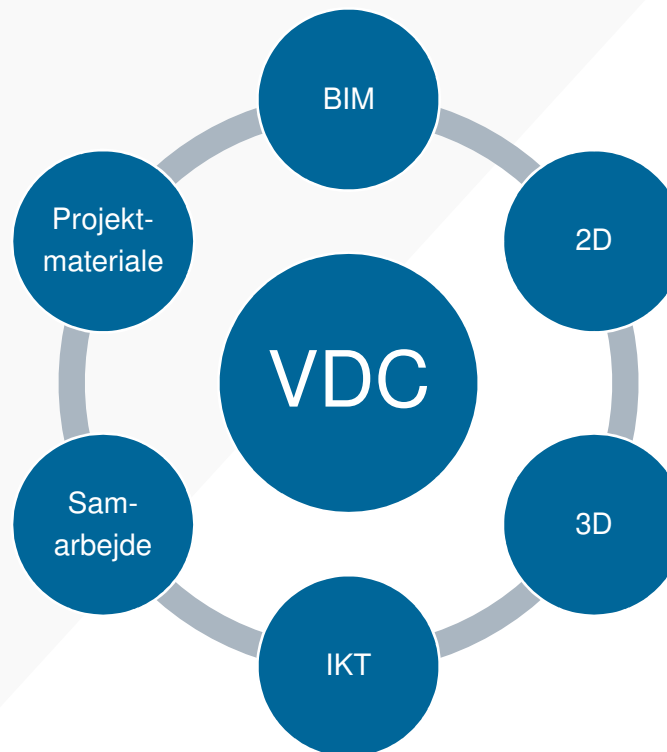 BIM
Projekt-
materiale
2D
VDC
Sam-
arbejde
3D
IKT